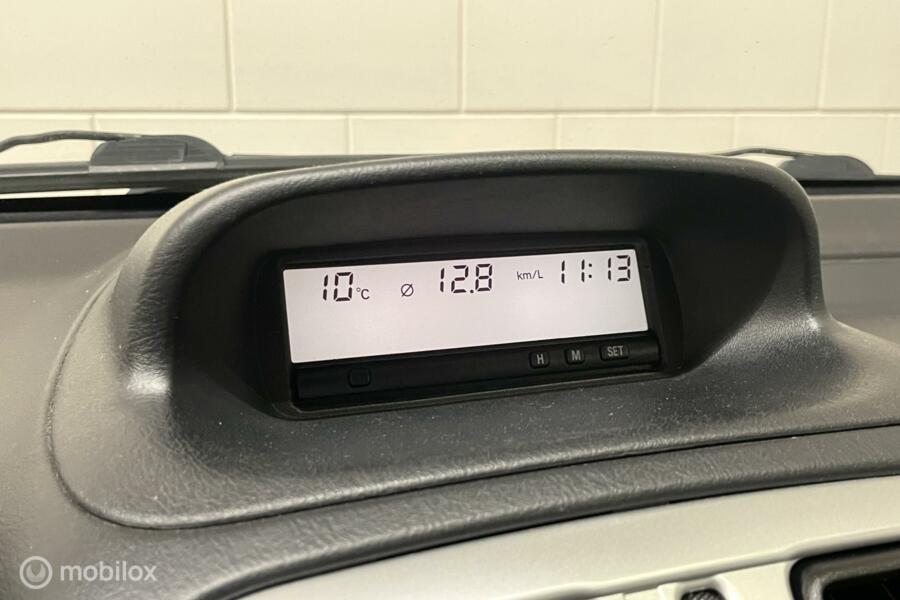 10°C Ø 12.8 km/L 11:13
H M SET
mobilox